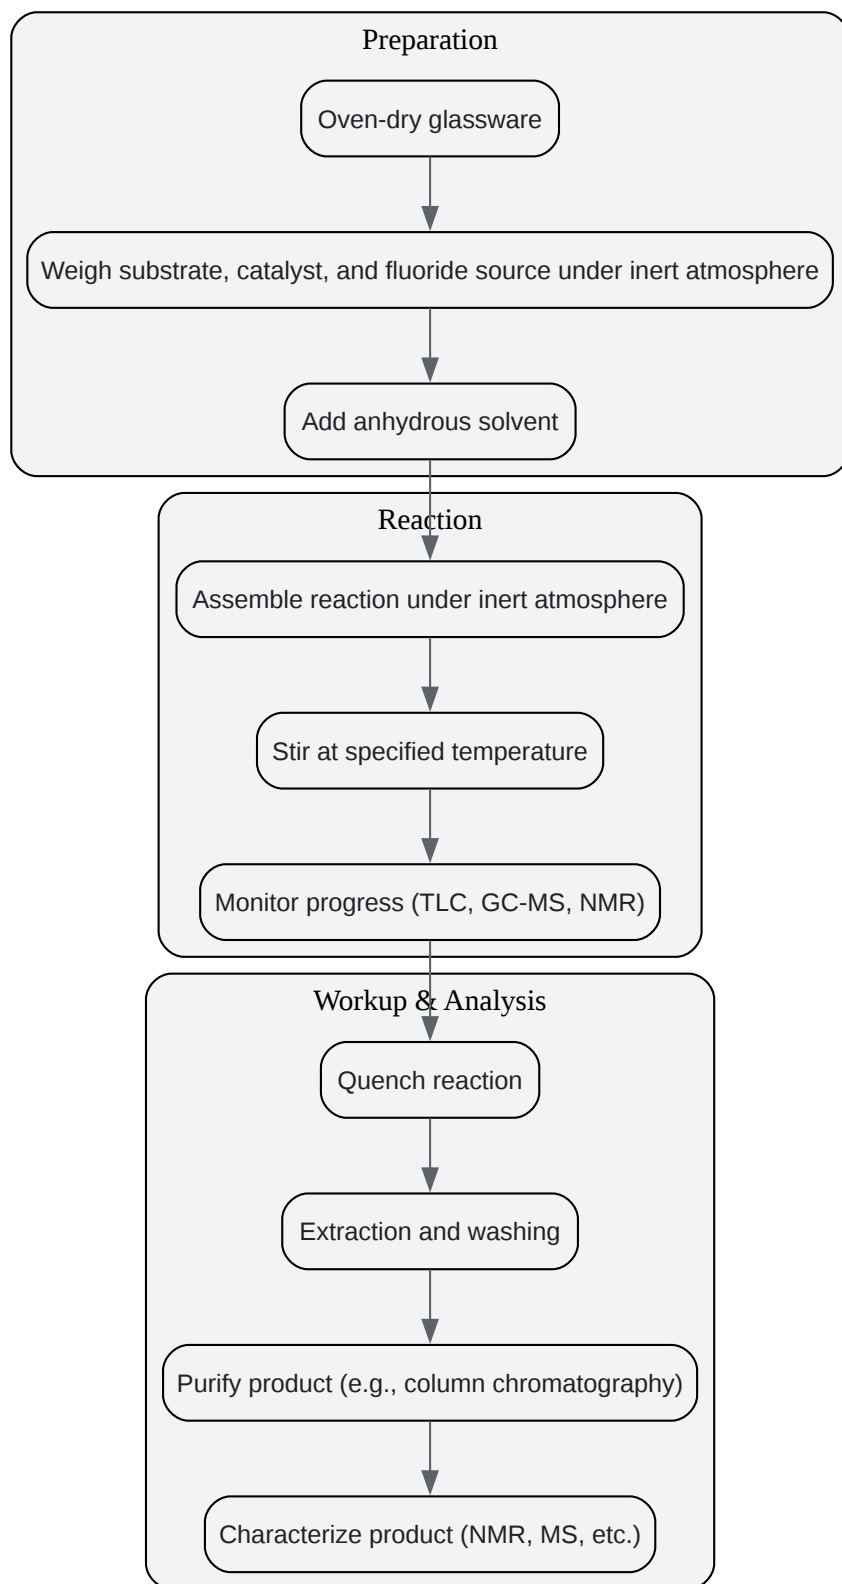 Preparation
Oven-dry glassware
Weigh substrate, catalyst, and fluoride source under inert atmosphere
Add anhydrous solvent
Reaction
Assemble reaction under inert atmosphere
Stir at specified temperature
Monitor progress (TLC, GC-MS, NMR)
Workup & Analysis
Quench reaction
Extraction and washing
Purify product (e.g., column chromatography)
Characterize product (NMR, MS, etc.)